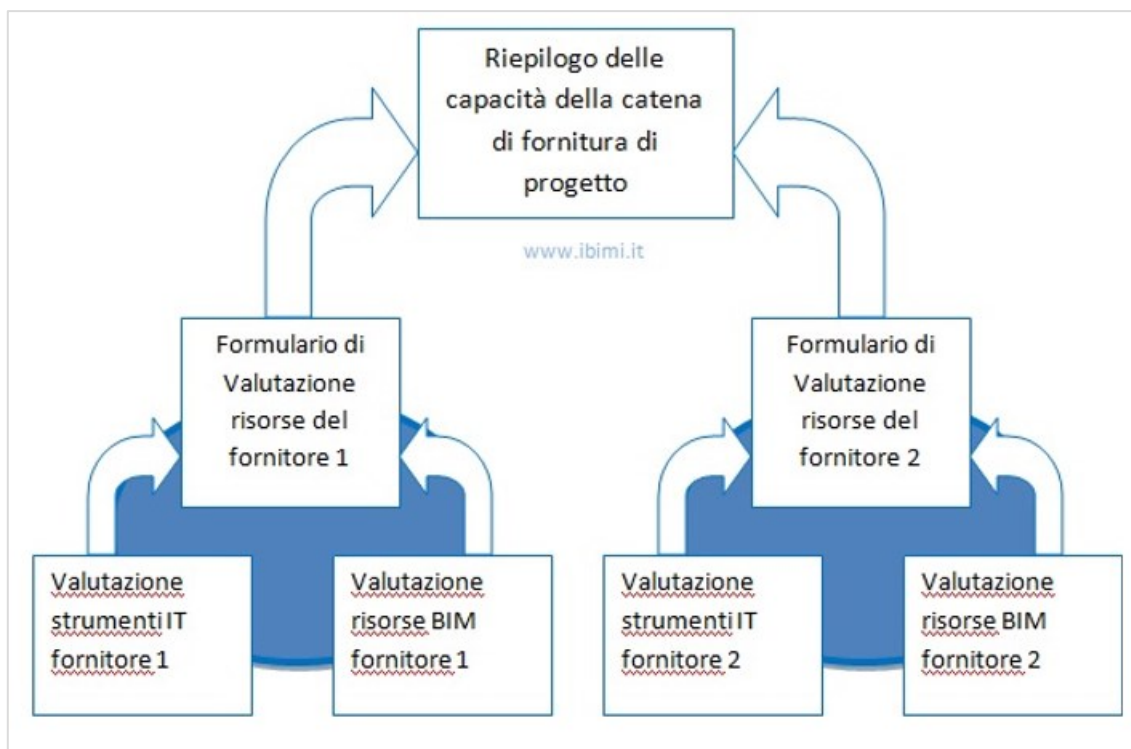 Riepilogo delle
capacità della catena
di fornitura di
progetto
www.ibimi.it
Formulario di
Valutazione
risorse del
fornitore 1
Formulario di
Valutazione
risorse del
fornitore 2
Valutazione
strumenti IT
fornitore 1
Valutazione
risorse BIM
fornitore 1
Valutazione
strumenti IT
fornitore 2
Valutazione
risorse BIM
fornitore 2